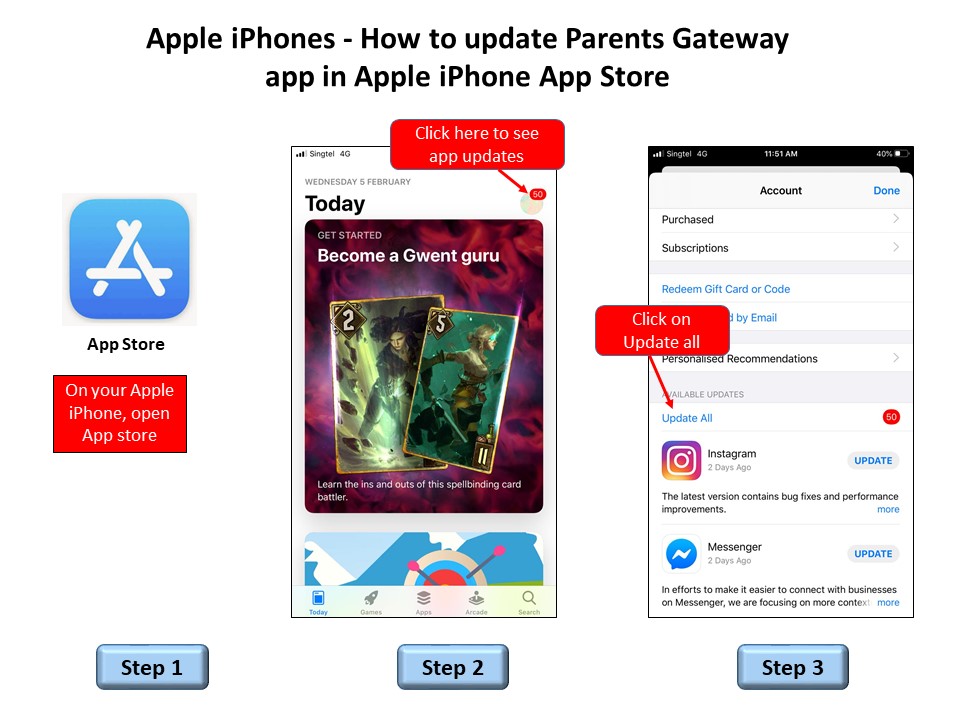 Apple iPhones - How to update Parents Gateway
app in Apple iPhone App Store
App Store
On your Apple
iPhone, open
App store
Step 1
Click here to see
app updates
Singtel 4G
WEDNESDAY 5 FEBRUARY
50
Today
GET STARTED
Become a Gwent guru
2
5
Learn the ins and outs of this spellbinding card
battler.
Today
Games
Apps
Arcade
Search
Step 2
Singtel 4G
11:51 AM
40%
Account
Done
Purchased
Subscriptions
Redeem Gift Card or Code
Click on
Update all
d by Email
Personalised Recommendations
AVAILABLE UPDATES
Update All
50
Instagram
2 Days Ago
UPDATE
The latest version contains bug fixes and performance
improvements.
more
Messenger
2 Days Ago
UPDATE
In efforts to make it easier to connect with businesses
on Messenger, we are focusing on more context
more
Step 3